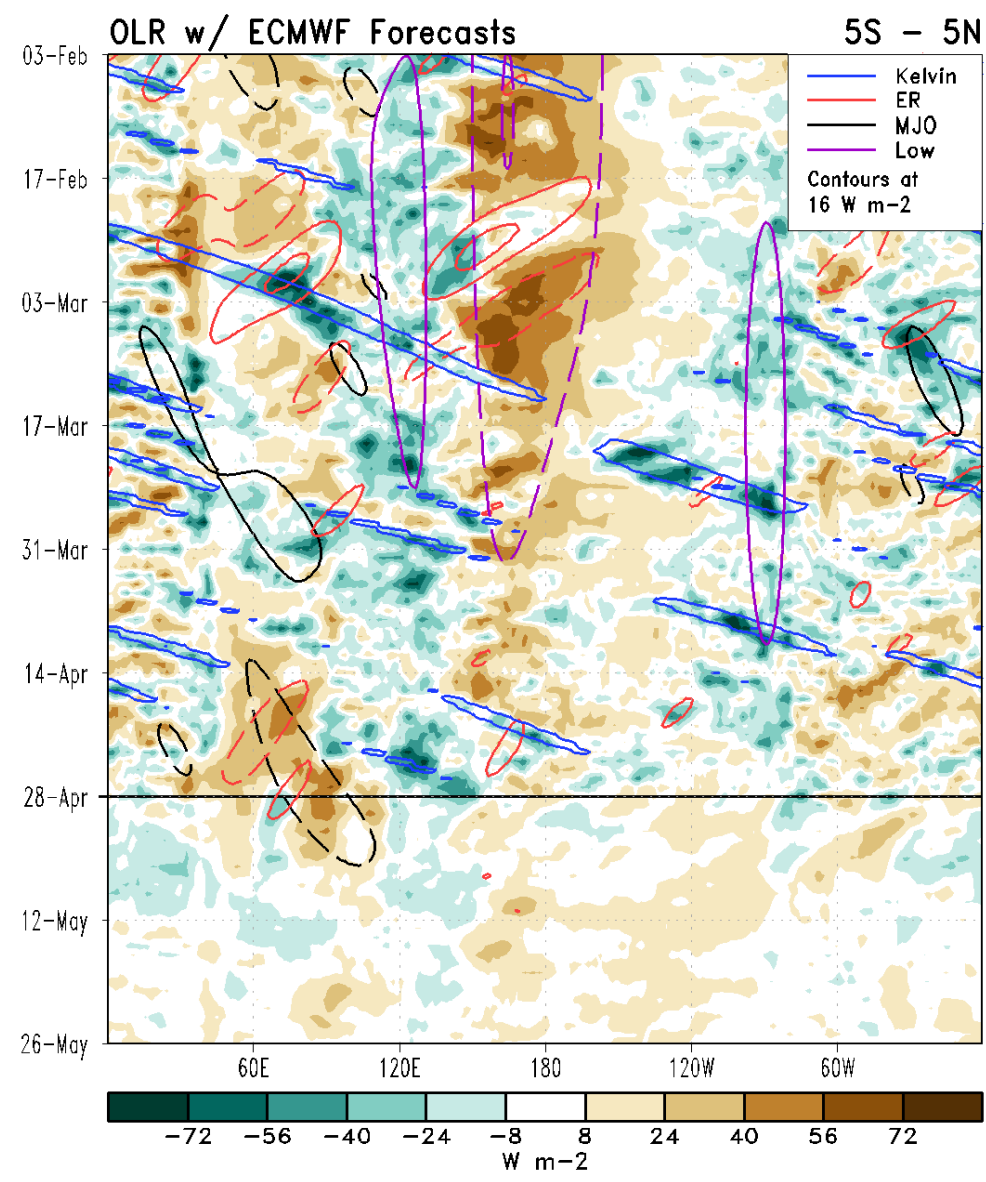 OLR w/ ECMWF Forecasts 5S - 5N
03-Feb
Kelvin
ER
MJO
Low
Contours at
16 W m-2
17-Feb
03-Mar
17-Mar
31-Mar
14-Apr
28-Apr
12-May
26-May
60E 120E 180 120W 60W
-72 -56 -40 -24 -8 8 24 40 56 72
W m-2